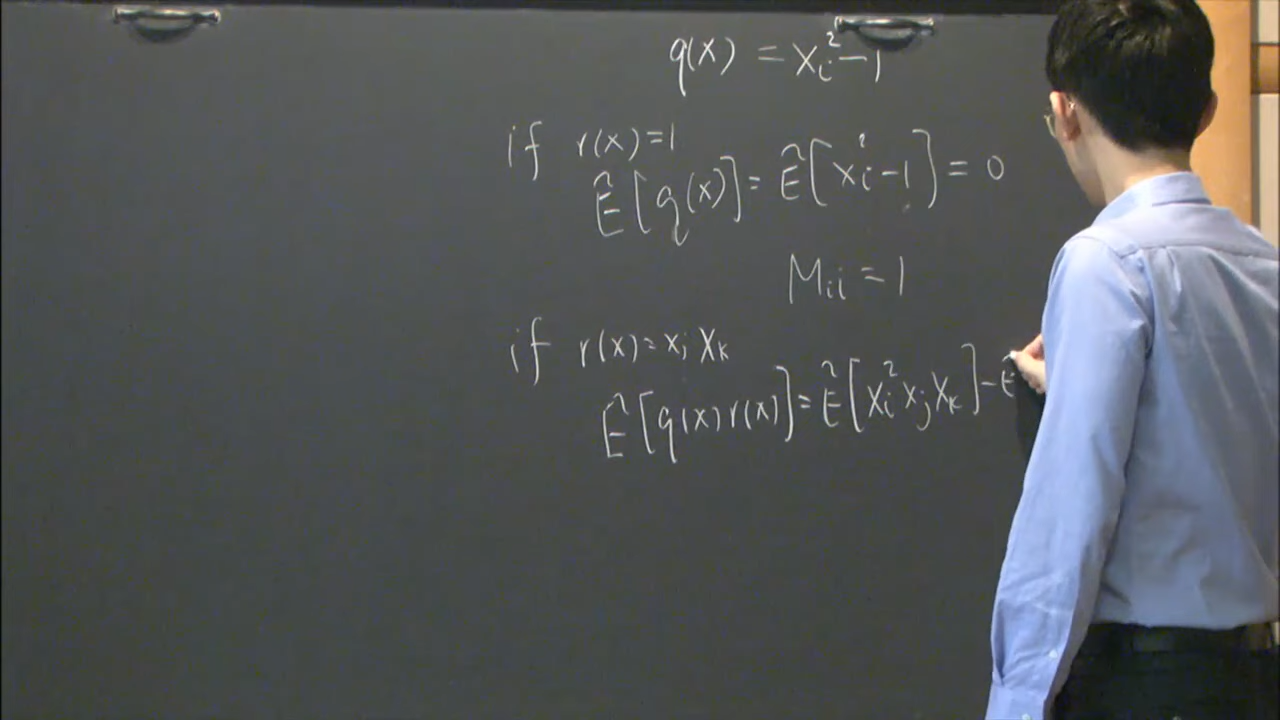 q(x) = x_i^2 - 1
if r(x) = 1
Ẽ[q(x)] = Ẽ[x_i^2 - 1] = 0
M_ii = 1
if r(x) = x_j x_k
Ẽ[q(x) r(x)] = Ẽ[x_i^2 x_j x_k] - Ẽ